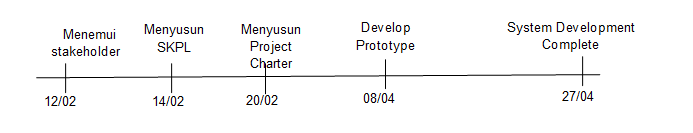 Menemui
stakeholder
Menyusun
SKPL
Menyusun
Project
Charter
Develop
Prototype
System Development
Complete
12/02
14/02
20/02
08/04
27/04